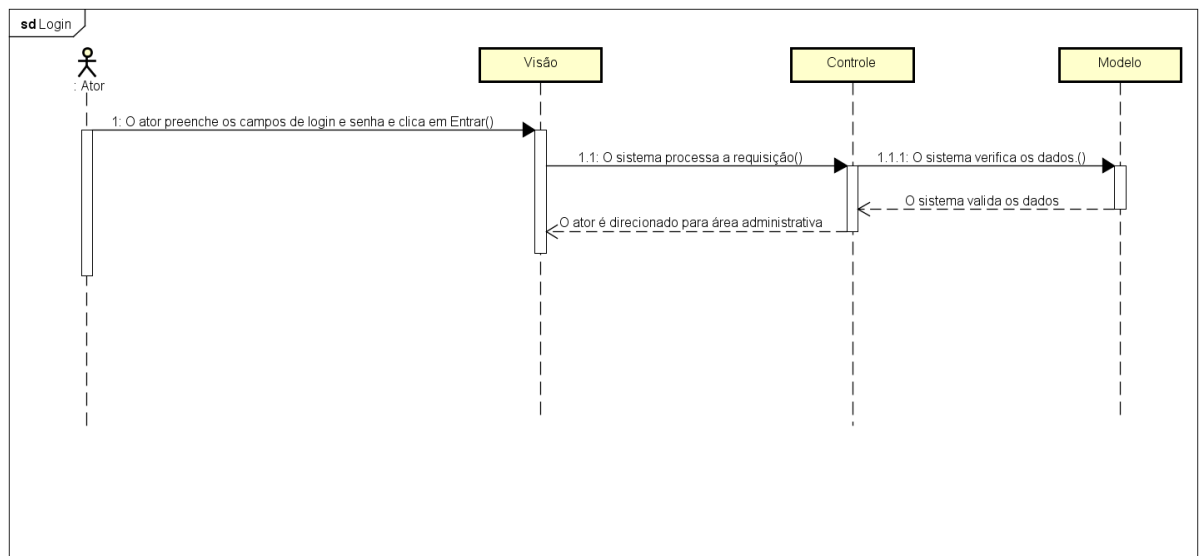 sd Login
: Ator
Visão
Controle
Modelo
1: O ator preenche os campos de login e senha e clica em Entrar()
1.1: O sistema processa a requisição()
1.1.1: O sistema verifica os dados.()
O sistema valida os dados
O ator é direcionado para área administrativa